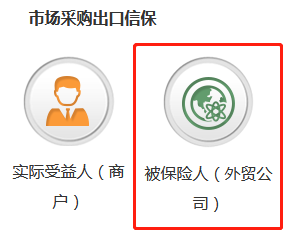 市场采购出口信保
实际受益人（商
户）
被保险人（外贸公
司）